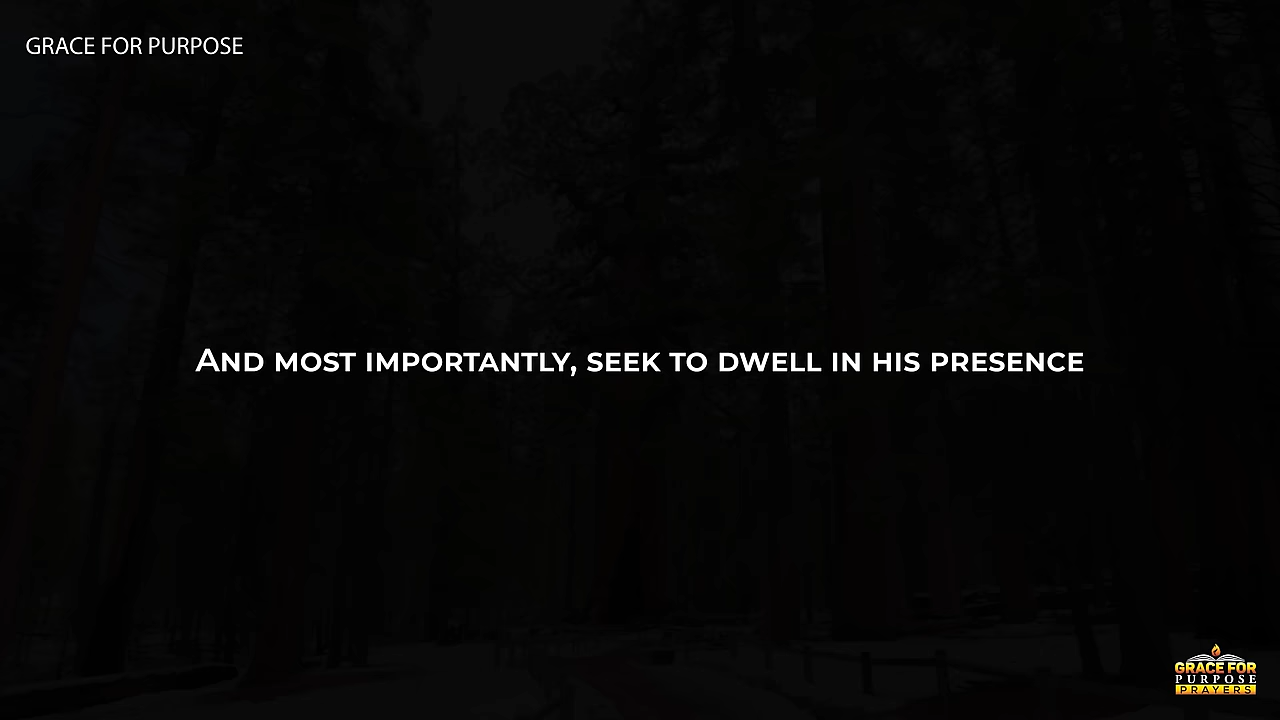 GRACE FOR PURPOSE
And most importantly, seek to dwell in his presence
GRACE FOR
PURPOSE
PRAYERS